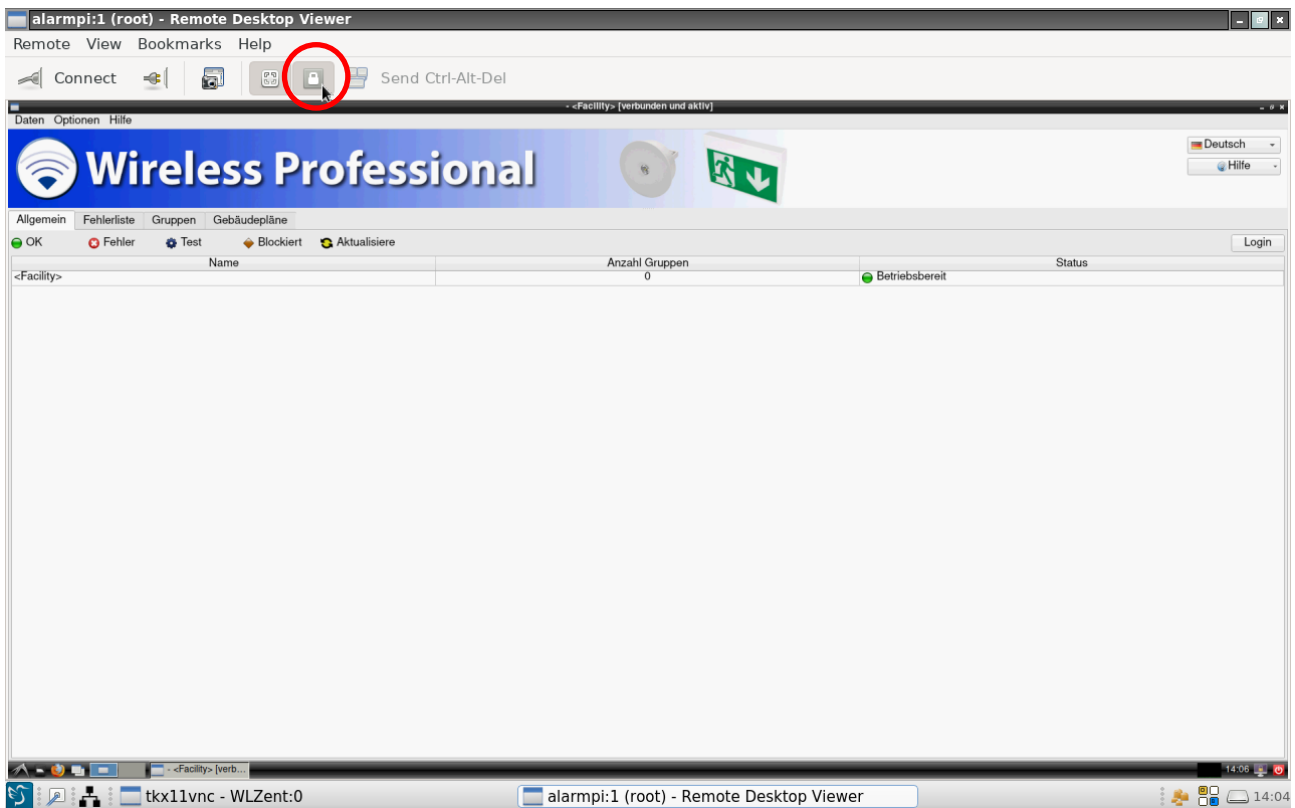 alarmpi:1 (root) - Remote Desktop Viewer
Remote View Bookmarks Help
Connect Send Ctrl-Alt-Del
- <Facility> [verbunden und aktiv]
Daten Optionen Hilfe
Wireless Professional
Deutsch
Hilfe
Allgemein Fehlerliste Gruppen Gebäudepläne
OK Fehler Test Blockiert Aktualisiere Login
Name Anzahl Gruppen Status
<Facility> 0 Betriebsbereit
- <Facility> [verb... 14:06
tkx11vnc - WLZent:0 alarmpi:1 (root) - Remote Desktop Viewer 14:04